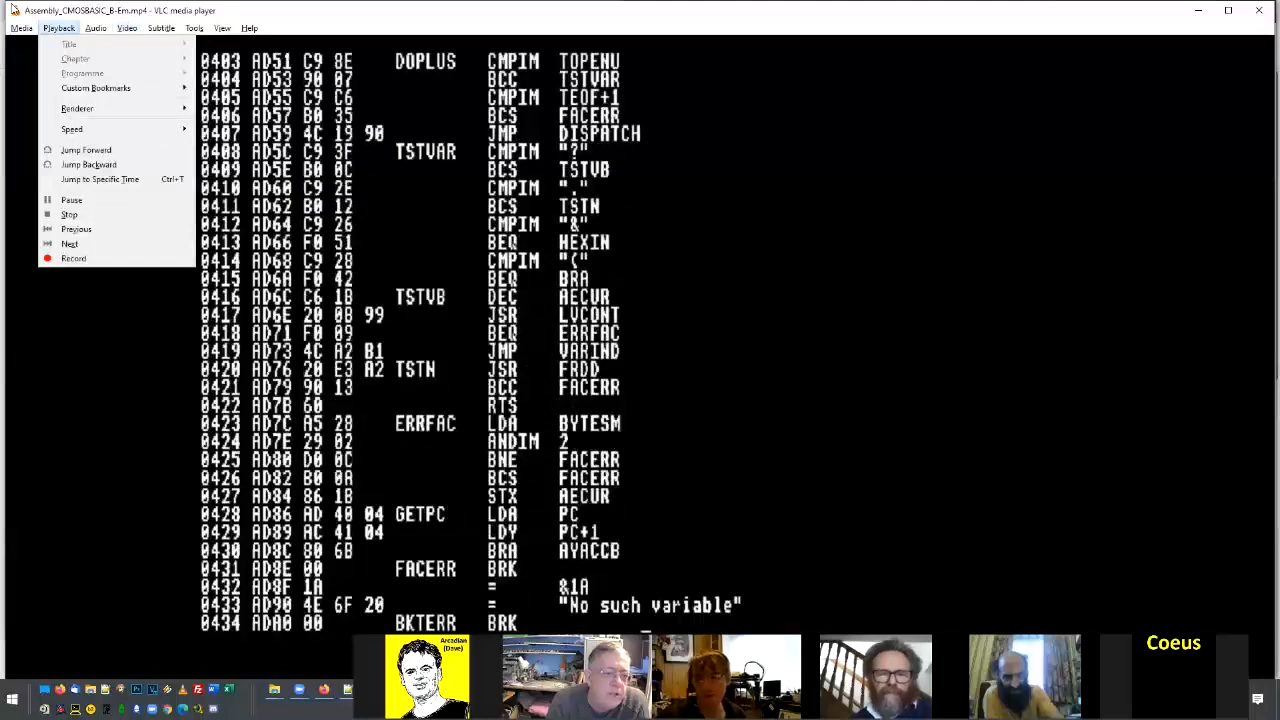 Assembly_CMOSBASIC_B-Em.mp4 - VLC media player
Media Playback Audio Video Subtitle Tools View Help
Title
Chapter
Programme
Custom Bookmarks
Renderer
Speed
Jump Forward
Jump Backward
Jump to Specific Time Ctrl+T
Pause
Stop
Previous
Next
Record
0403 AD51 C9 8E DOPLUS CMPIM TOPENU
0404 AD53 90 07 BCC TSTVAR
0405 AD55 C9 C6 CMPIM TEOF+1
0406 AD57 B0 35 BCS FACERR
0407 AD59 4C 19 90 JMP DISPATCH
0408 AD5C C9 3F TSTVAR CMPIM "?"
0409 AD5E B0 0C BCS TSTVB
0410 AD60 C9 2E CMPIM "."
0411 AD62 B0 12 BCS TSTN
0412 AD64 C9 26 CMPIM "&"
0413 AD66 F0 51 BEQ HEXIN
0414 AD68 C9 28 CMPIM "("
0415 AD6A F0 42 BEQ BRA
0416 AD6C C6 1B TSTVB DEC AECUR
0417 AD6E 20 0B 99 JSR LVCONT
0418 AD71 F0 09 BEQ ERRFAC
0419 AD73 4C A2 B1 JMP VARIND
0420 AD76 20 E3 A2 TSTN JSR FRDD
0421 AD79 90 13 BCC FACERR
0422 AD7B 60 RTS
0423 AD7C A5 28 ERRFAC LDA BYTESM
0424 AD7E 29 02 ANDIM 2
0425 AD80 D0 0C BNE FACERR
0426 AD82 B0 0A BCS FACERR
0427 AD84 86 1B STX AECUR
0428 AD86 AD 40 04 GETPC LDA PC
0429 AD89 AC 41 04 LDY PC+1
0430 AD8C 80 6B BRA AYACCB
0431 AD8E 00 FACERR BRK
0432 AD8F 1A = &1A
0433 AD90 4E 6F 20 = "No such variable"
0434 ADA0 00 BKTERR BRK
Arcadian
(Dave)
Coeus